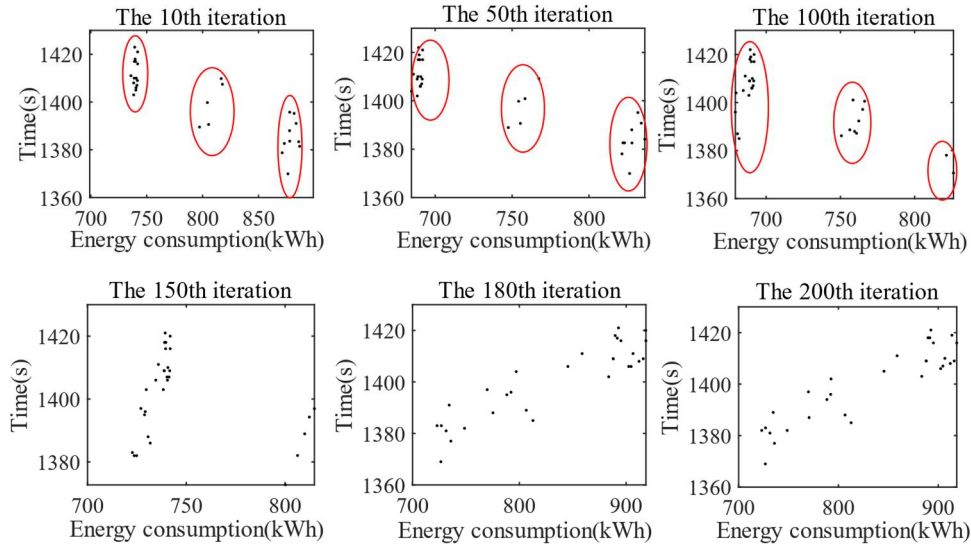 The 10th iteration
1420
1400
1380
1360
Time(s)
700 750 800 850
Energy consumption(kWh)
The 50th iteration
1420
1400
1380
1360
Time(s)
700 750 800
Energy consumption(kWh)
The 100th iteration
1420
1400
1380
1360
Time(s)
700 750 800
Energy consumption(kWh)
The 150th iteration
1420
1400
1380
Time(s)
700 750 800
Energy consumption(kWh)
The 180th iteration
1420
1400
1380
1360
Time(s)
700 800 900
Energy consumption(kWh)
The 200th iteration
1420
1400
1380
1360
Time(s)
700 800 900
Energy consumption(kWh)